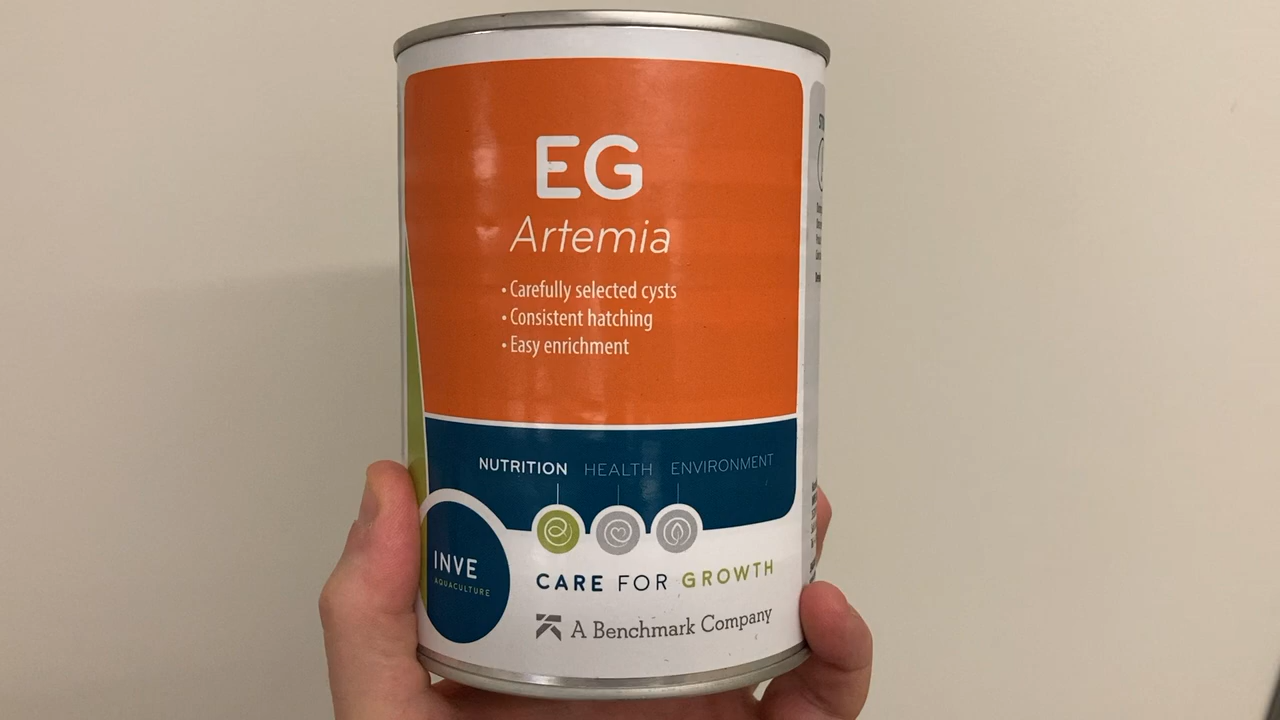 EG
Artemia
• Carefully selected cysts
• Consistent hatching
• Easy enrichment
NUTRITION HEALTH ENVIRONMENT
INVE
AQUACULTURE
CARE FOR GROWTH
A Benchmark Company